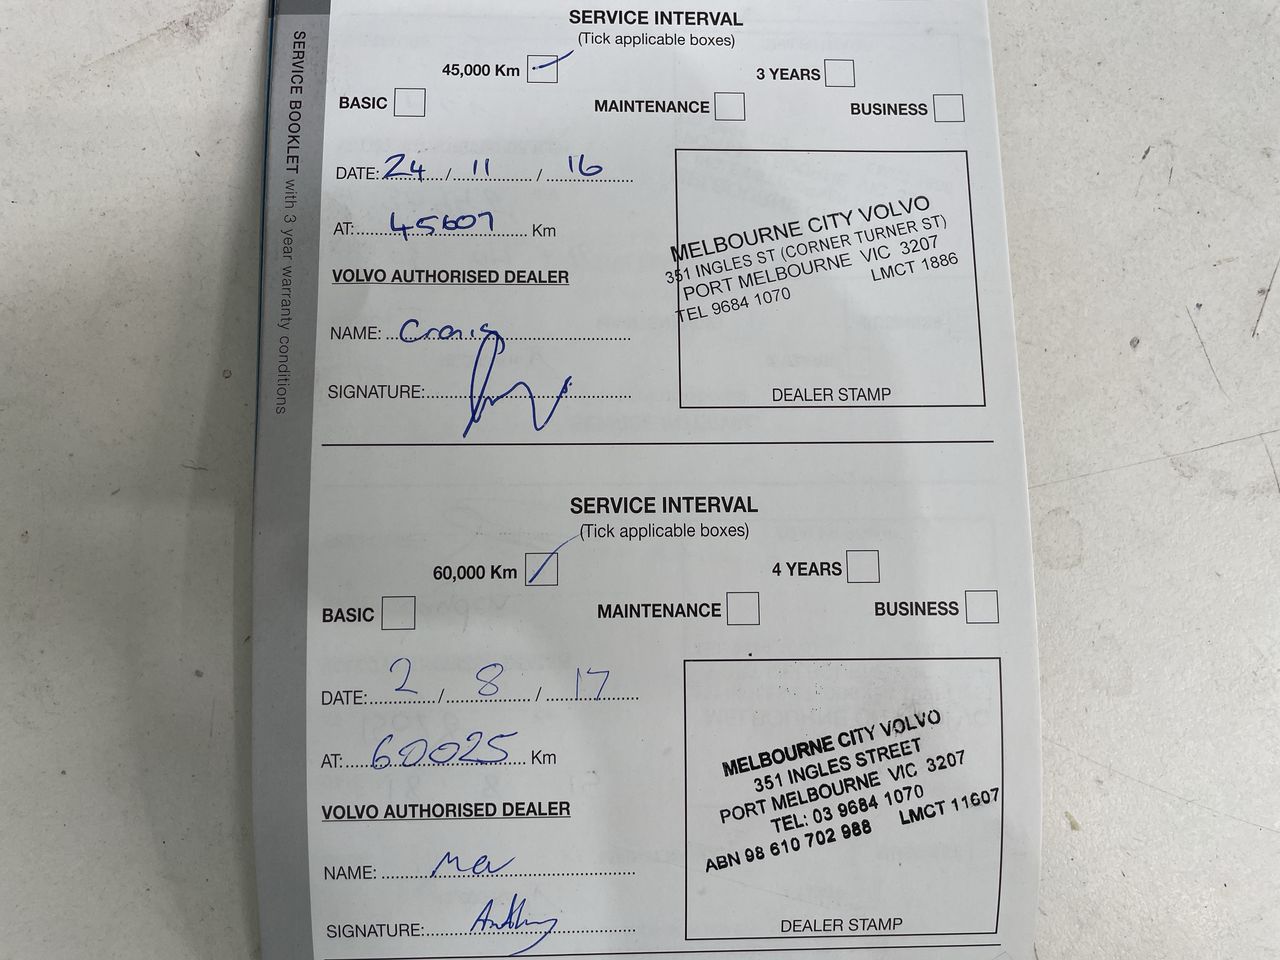 SERVICE BOOKLET with 3 year warranty conditions
SERVICE INTERVAL
(Tick applicable boxes)
45,000 Km
3 YEARS
BASIC
MAINTENANCE
BUSINESS
DATE: 24 / 11 / 16
AT: 45607 Km
VOLVO AUTHORISED DEALER
NAME: Craig
SIGNATURE:
MELBOURNE CITY VOLVO
351 INGLES ST (CORNER TURNER ST)
PORT MELBOURNE VIC 3207
TEL 9684 1070 LMCT 1886
DEALER STAMP
SERVICE INTERVAL
(Tick applicable boxes)
60,000 Km
4 YEARS
BASIC
MAINTENANCE
BUSINESS
DATE: 2 / 8 / 17
AT: 60025 Km
VOLVO AUTHORISED DEALER
NAME:
SIGNATURE: Anthony
MELBOURNE CITY VOLVO
351 INGLES STREET
PORT MELBOURNE VIC 3207
TEL: 03 9684 1070
ABN 98 610 702 988 LMCT 11607
DEALER STAMP